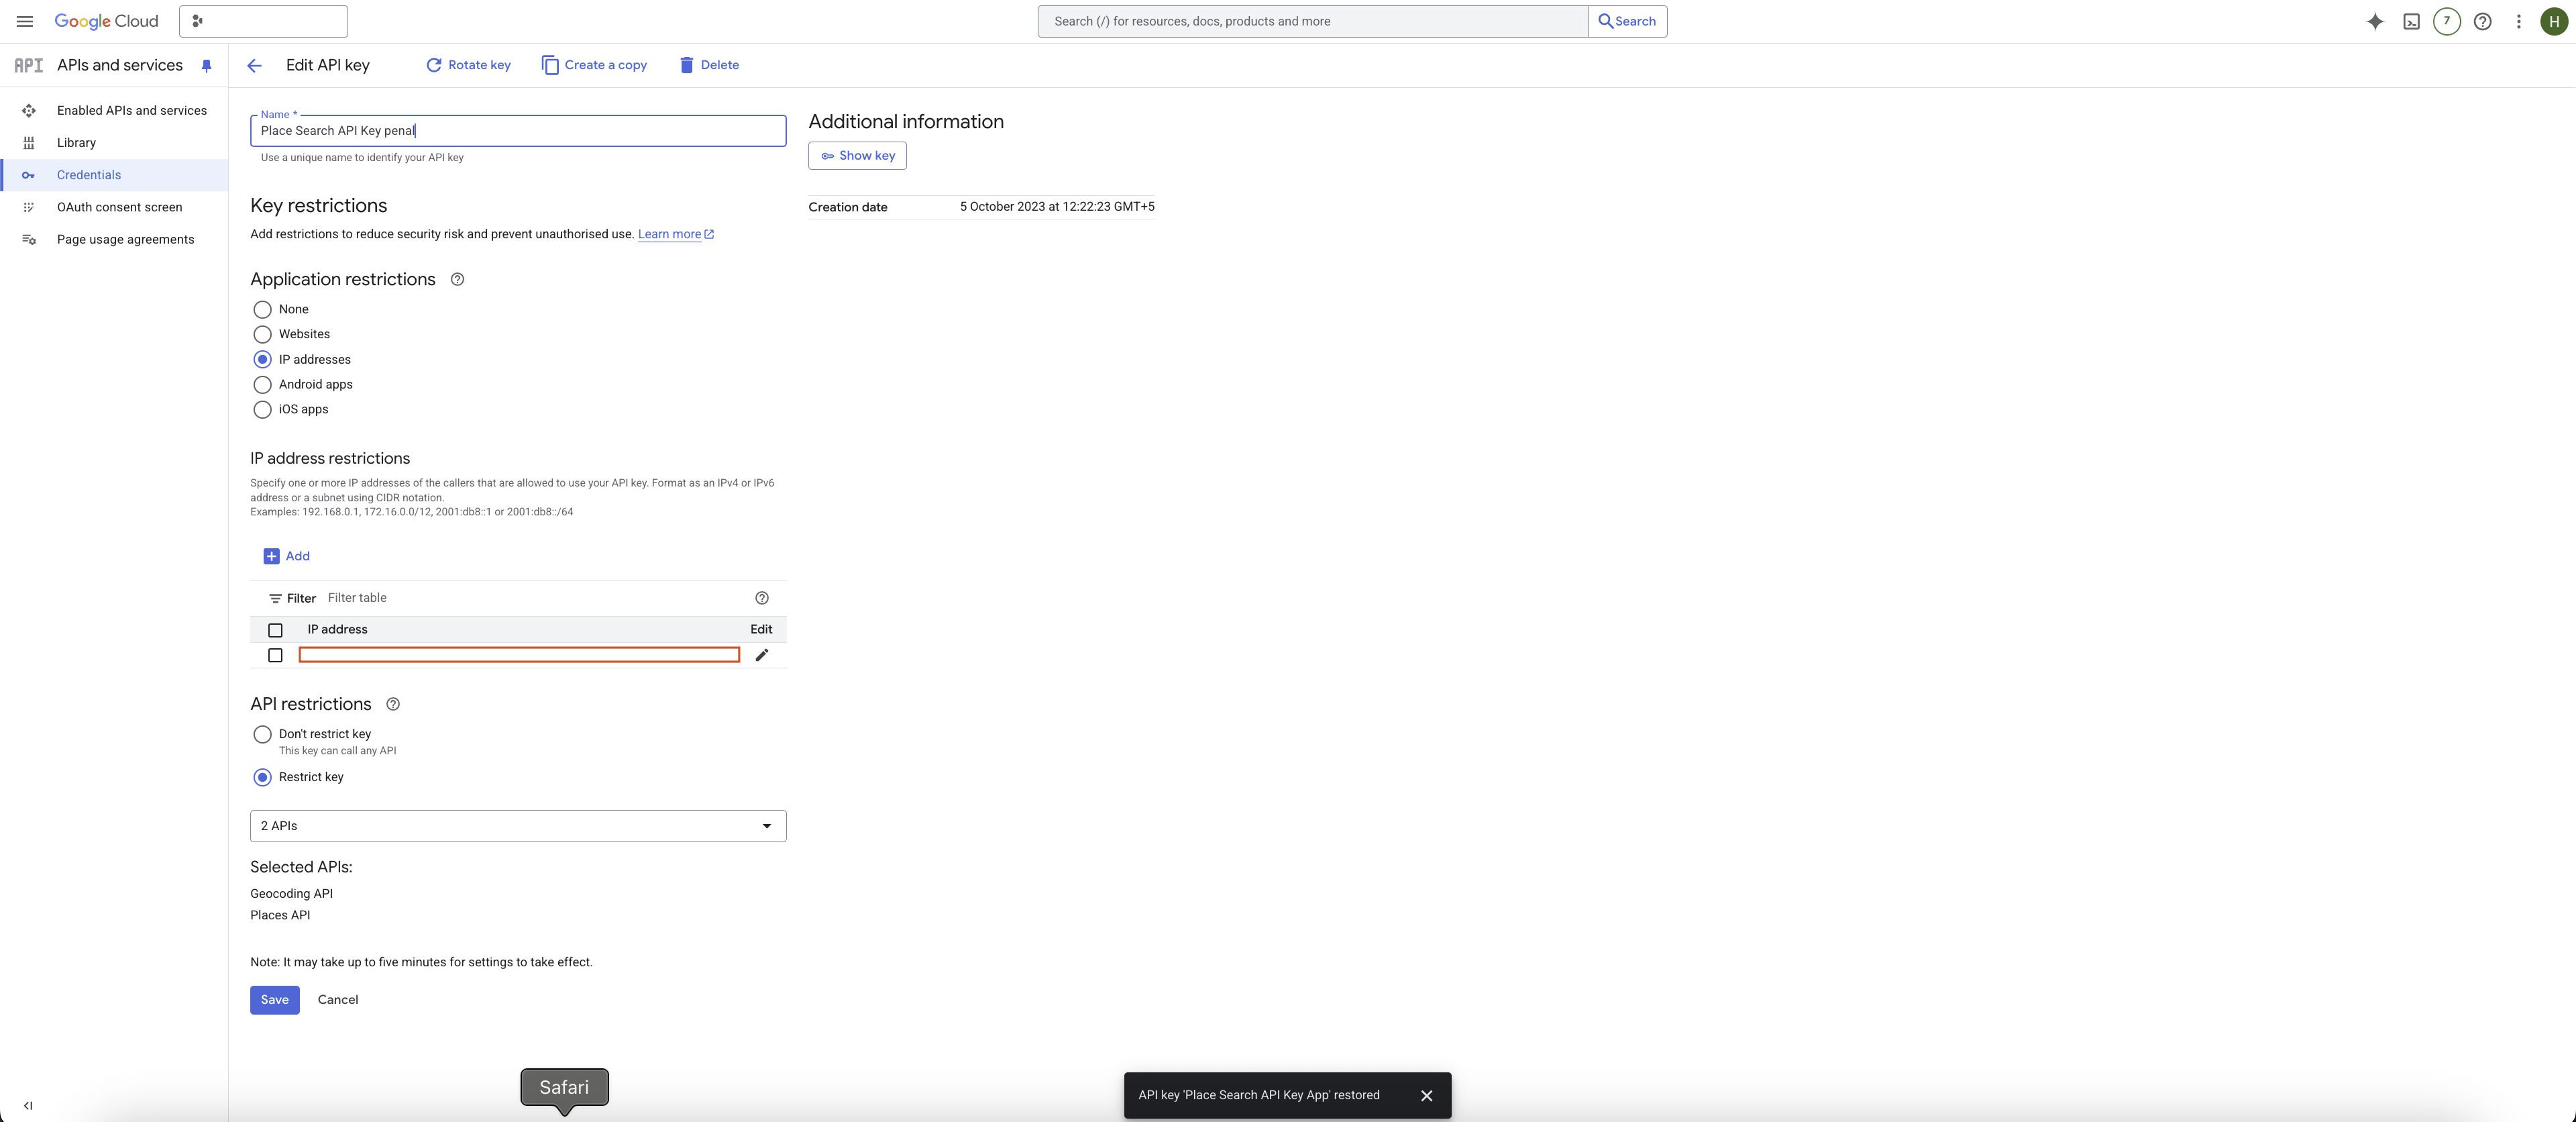 Google Cloud
Search (/) for resources, docs, products and more
Search
7
H
API APIs and services
Edit API key
Rotate key
Create a copy
Delete
Enabled APIs and services
Library
Credentials
OAuth consent screen
Page usage agreements
Name *
Place Search API Key penal
Use a unique name to identify your API key
Additional information
Show key
Creation date 5 October 2023 at 12:22:23 GMT+5
Key restrictions
Add restrictions to reduce security risk and prevent unauthorised use. Learn more
Application restrictions
None
Websites
IP addresses
Android apps
iOS apps
IP address restrictions
Specify one or more IP addresses of the callers that are allowed to use your API key. Format as an IPv4 or IPv6
address or a subnet using CIDR notation.
Examples: 192.168.0.1, 172.16.0.0/12, 2001:db8::1 or 2001:db8::/64
Add
Filter Filter table
IP address Edit
API restrictions
Don't restrict key
This key can call any API
Restrict key
2 APIs
Selected APIs:
Geocoding API
Places API
Note: It may take up to five minutes for settings to take effect.
Save Cancel
Safari
API key 'Place Search API Key App' restored